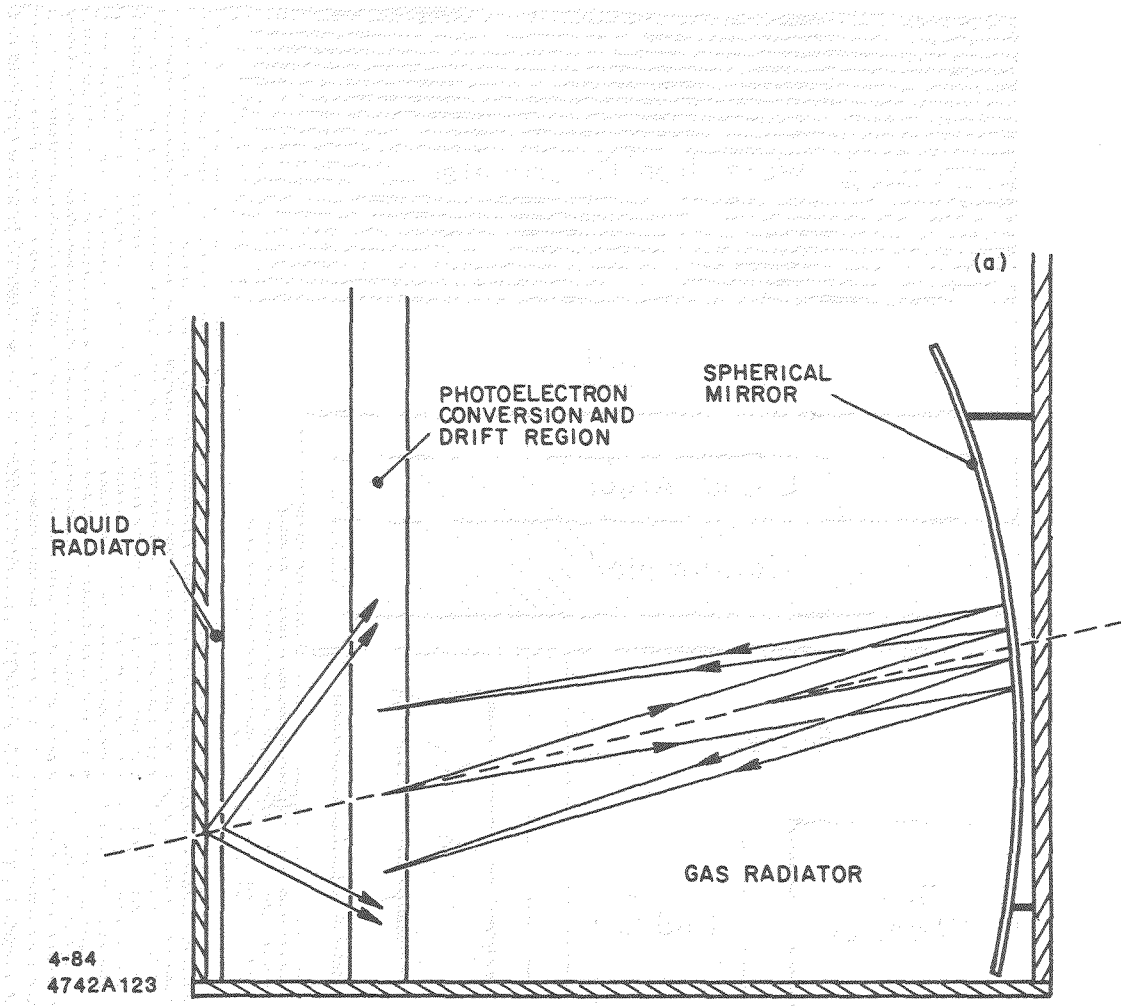 (a)
SPHERICAL
MIRROR
PHOTOELECTRON
CONVERSION AND
DRIFT REGION
LIQUID
RADIATOR
GAS RADIATOR
4-84
4742A123